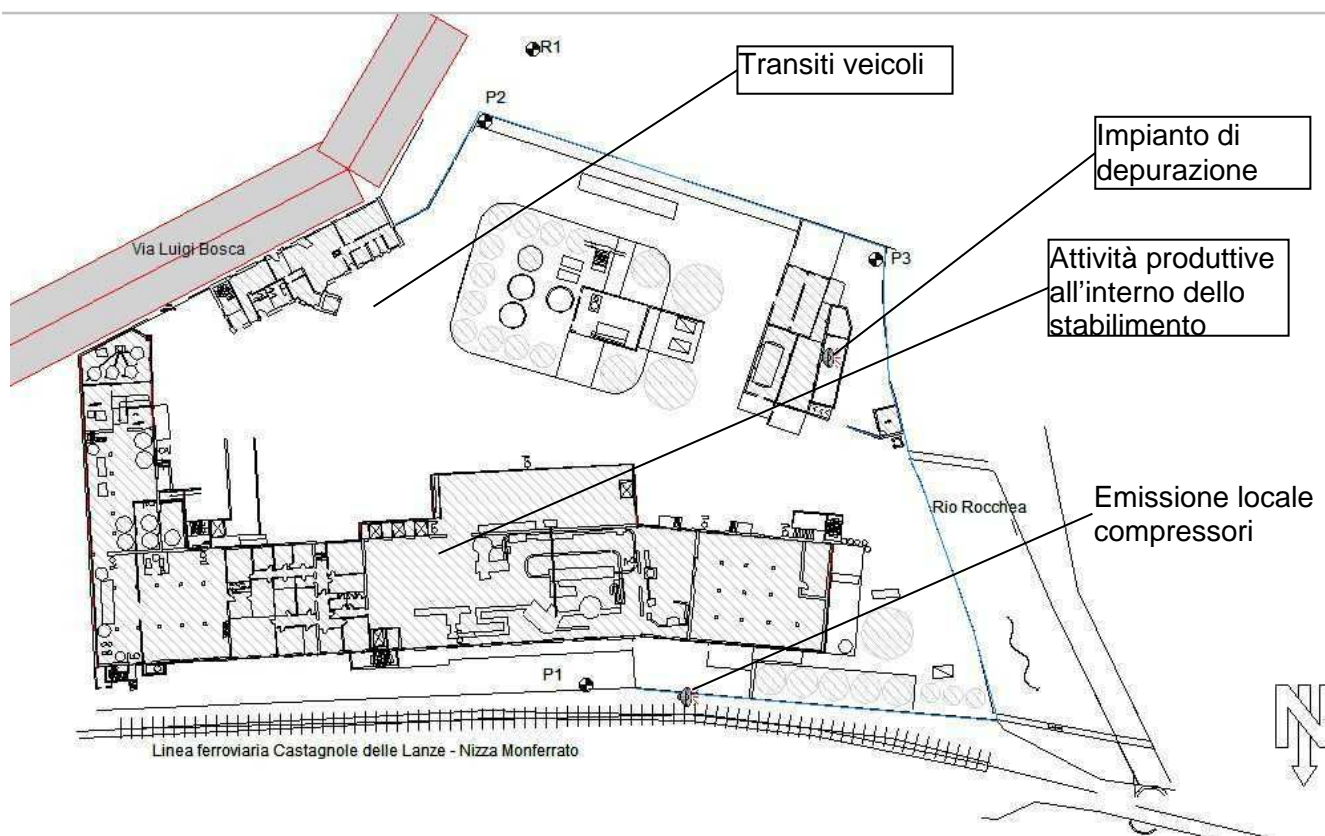 R1
Transiti veicoli
P2
Impianto di
depurazione
Via Luigi Bosca
P3
Attività produttive
all'interno dello
stabilimento
Emissione locale
compressori
Rio Rocchea
P1
Linea ferroviaria Castagnole delle Lanze - Nizza Monferrato
N